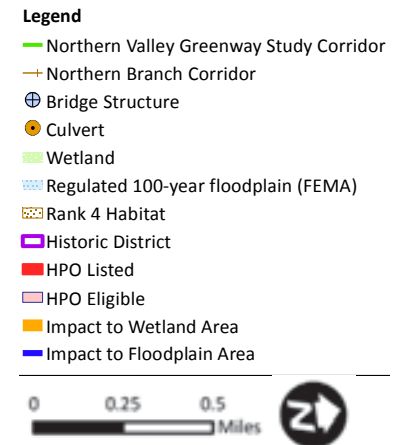 Legend
Northern Valley Greenway Study Corridor
Northern Branch Corridor
Bridge Structure
Culvert
Wetland
Regulated 100-year floodplain (FEMA)
Rank 4 Habitat
Historic District
HPO Listed
HPO Eligible
Impact to Wetland Area
Impact to Floodplain Area
0 0.25 0.5
Miles
N